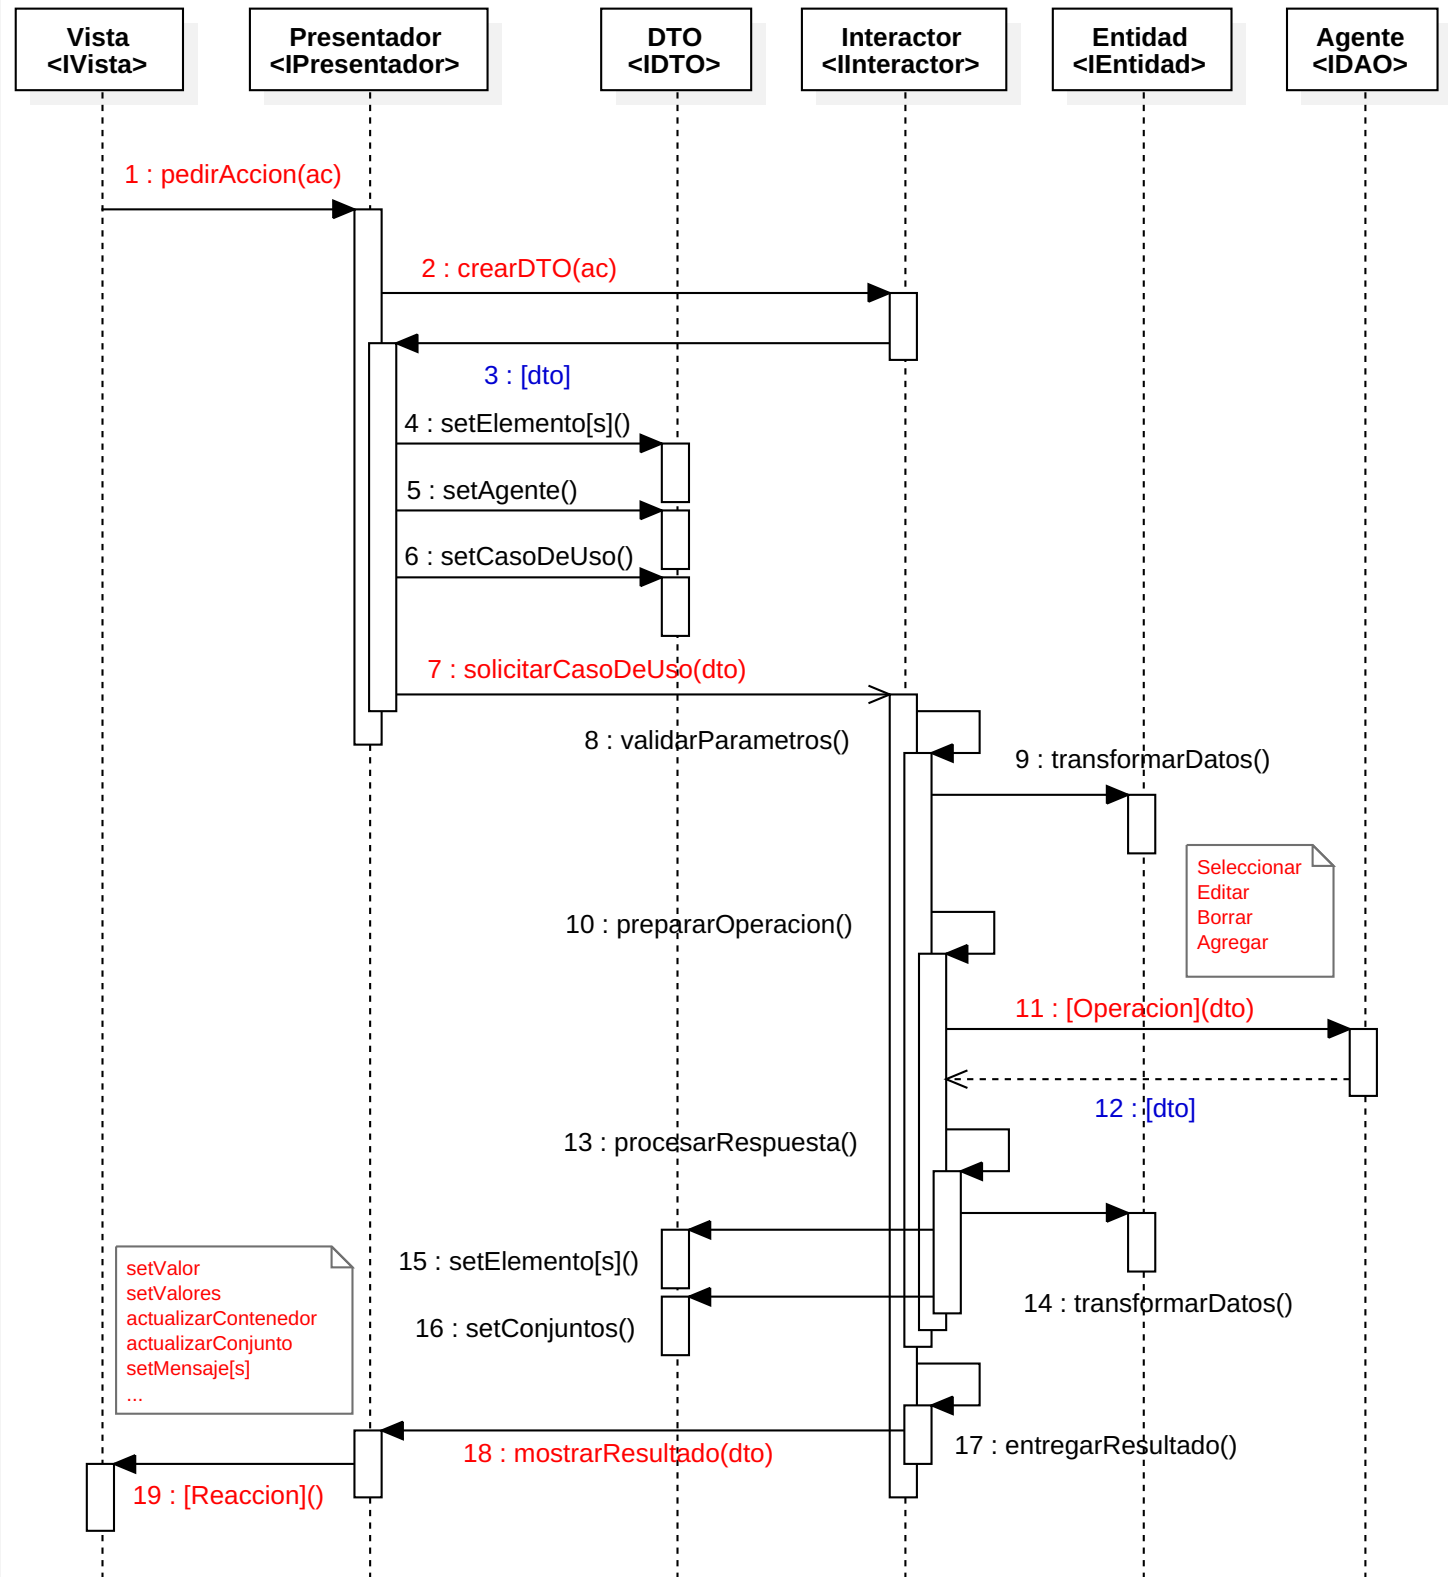 Vista
<IVista>
Presentador
<IPresentador>
DTO
<IDTO>
Interactor
<IInteractor>
Entidad
<IEntidad>
Agente
<IDAO>
1 : pedirAccion(ac)
2 : crearDTO(ac)
3 : [dto]
4 : setElemento[s]()
5 : setAgente()
6 : setCasoDeUso()
7 : solicitarCasoDeUso(dto)
8 : validarParametros()
9 : transformarDatos()
Seleccionar
Editar
Borrar
Agregar
10 : prepararOperacion()
11 : [Operacion](dto)
12 : [dto]
13 : procesarRespuesta()
15 : setElemento[s]()
14 : transformarDatos()
16 : setConjuntos()
setValor
setValores
actualizarContenedor
actualizarConjunto
setMensaje[s]
...
17 : entregarResultado()
18 : mostrarResultado(dto)
19 : [Reaccion]()